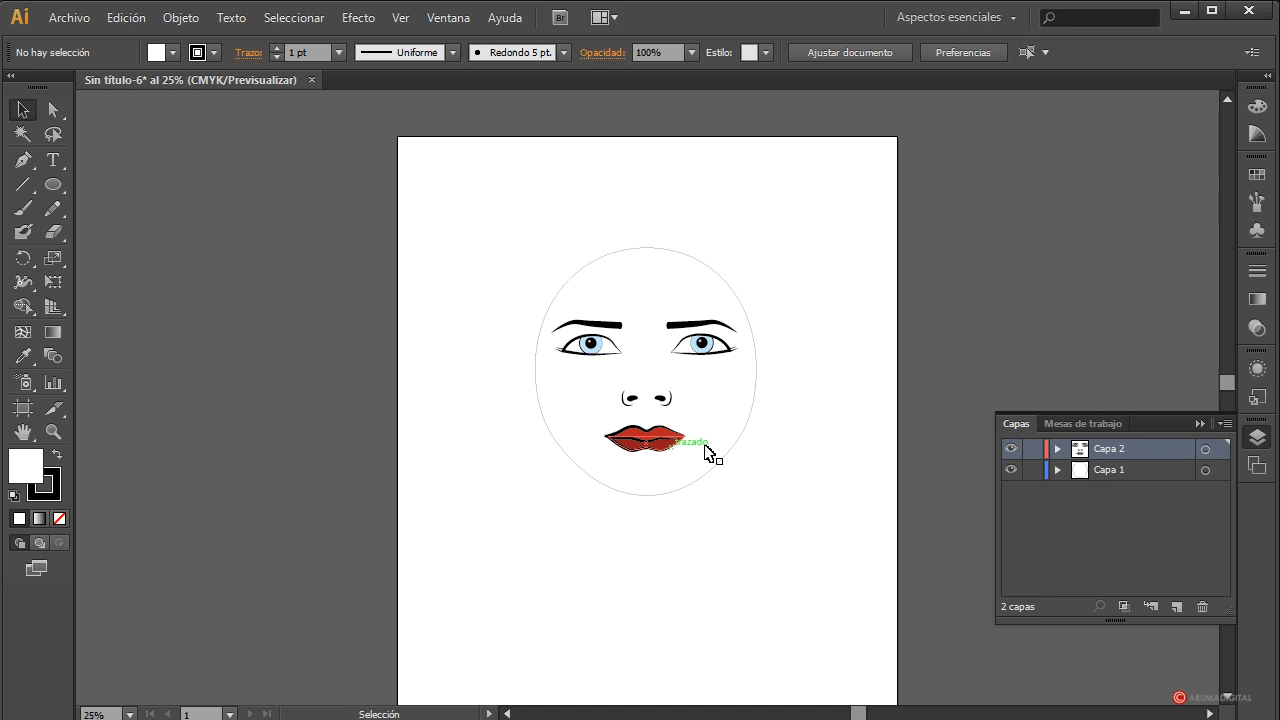 Ai Archivo Edición Objeto Texto Seleccionar Efecto Ver Ventana Ayuda Br Aspectos esenciales
No hay selección Trazo: 1 pt Uniforme Redondo 5 pt. Opacidad: 100% Estilo: Ajustar documento Preferencias
Sin título-6* al 25% (CMYK/Previsualizar) ×
T
trazado
Capas Mesas de trabajo
Capa 2
Capa 1
2 capas
C ARUMADIGITAL
25% 1 Selección